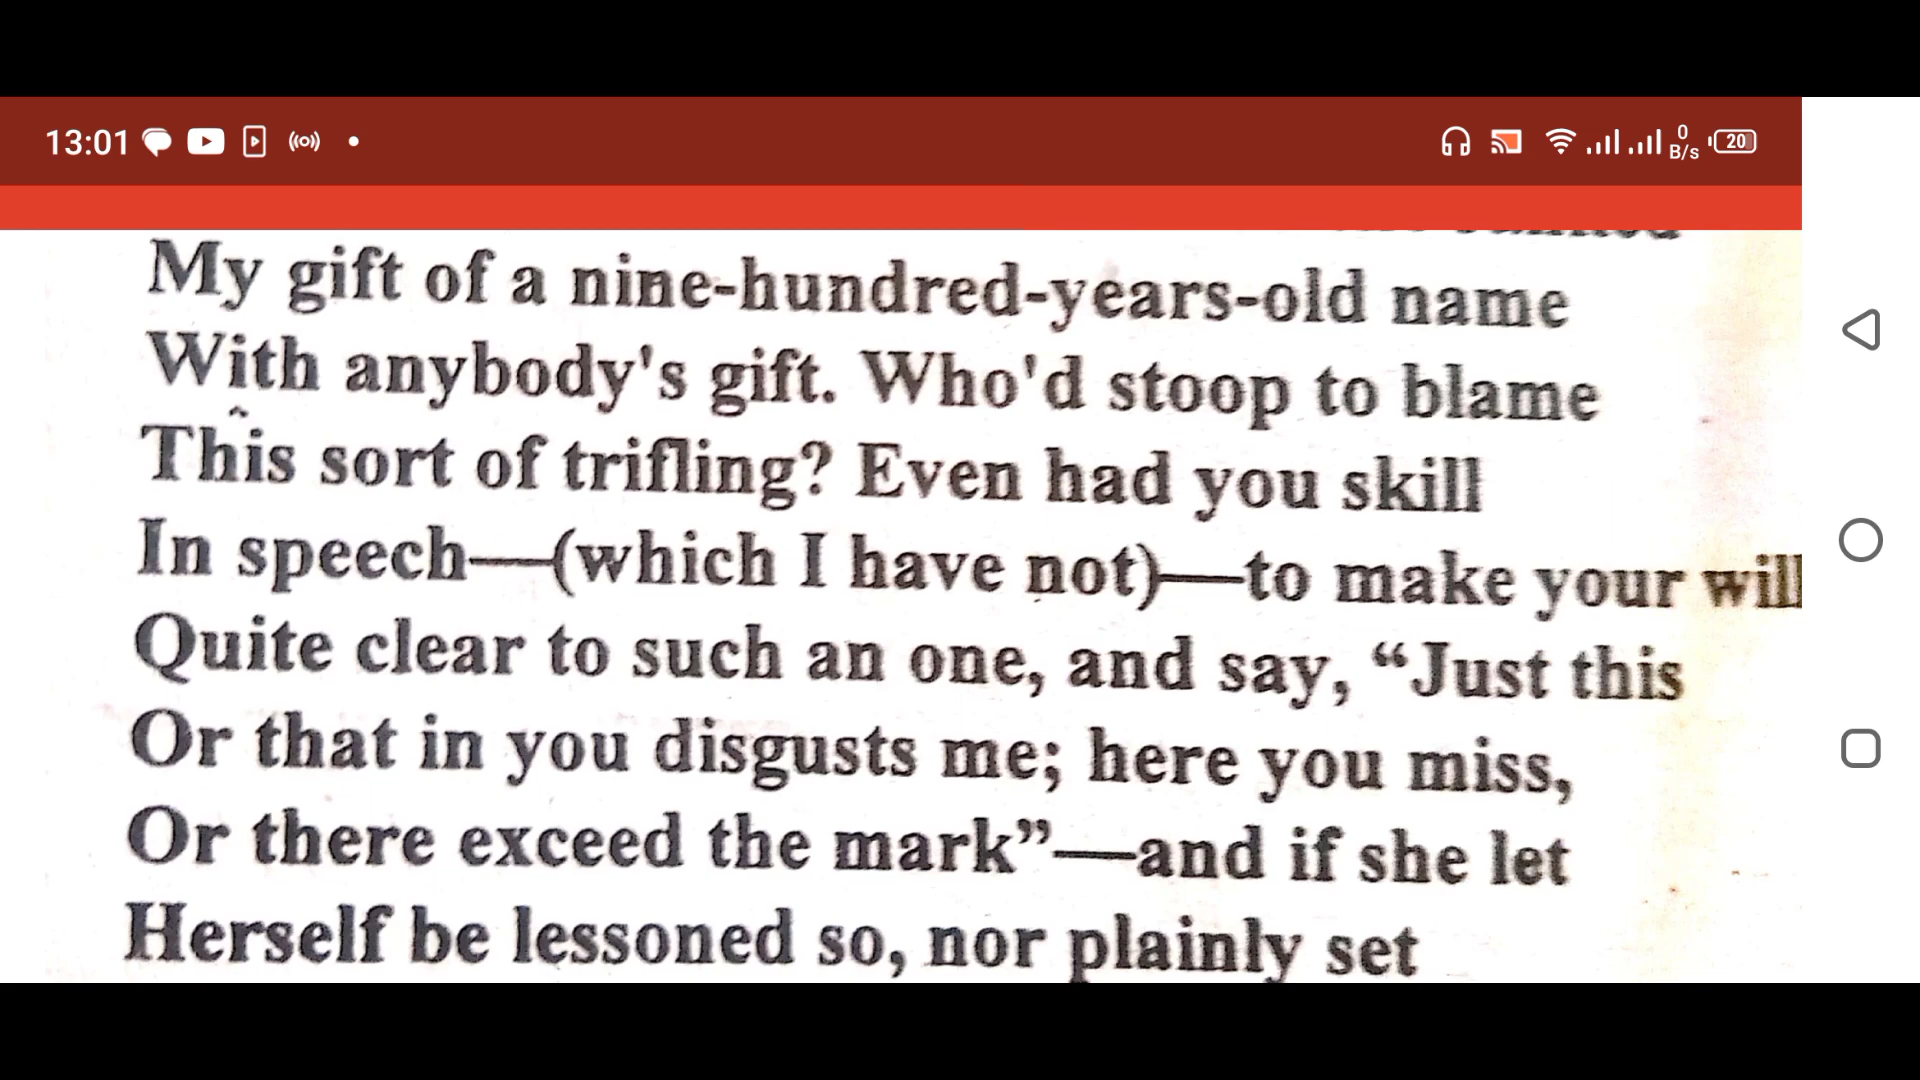 13:01
0
B/s
20
My gift of a nine-hundred-years-old name
With anybody's gift. Who'd stoop to blame
This sort of trifling? Even had you skill
In speech—(which I have not)—to make your will
Quite clear to such an one, and say, “Just this
Or that in you disgusts me; here you miss,
Or there exceed the mark”—and if she let
Herself be lessoned so, nor plainly set